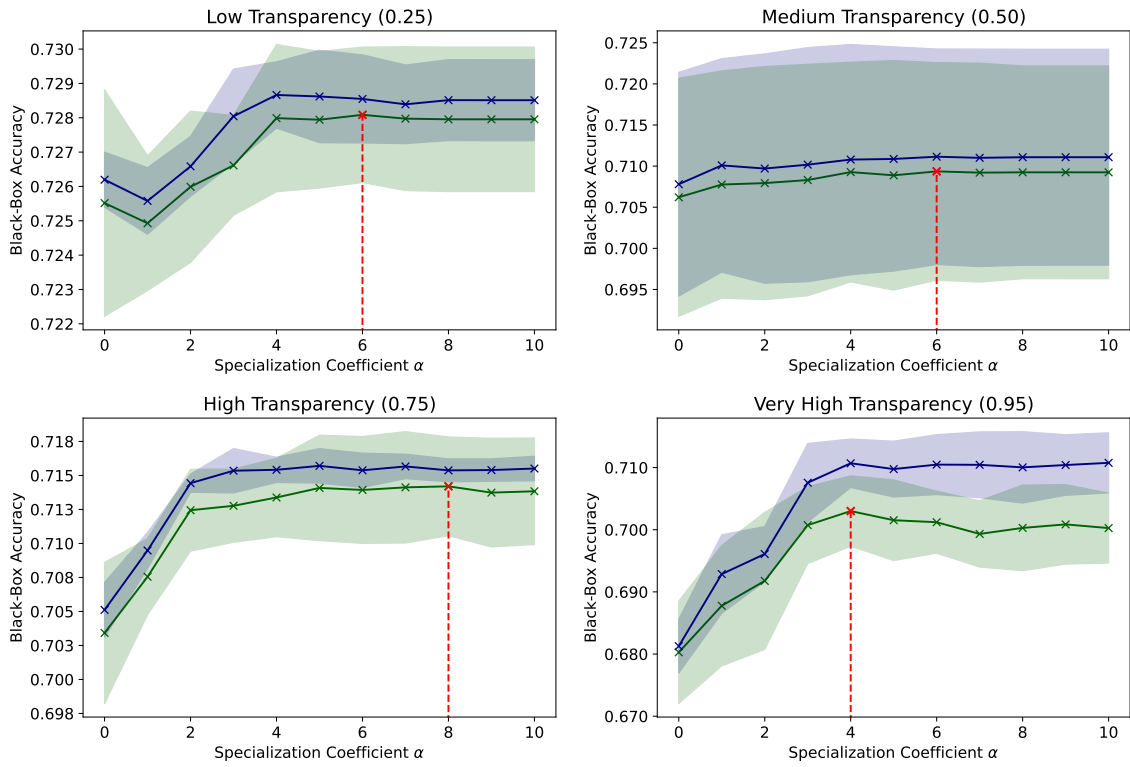 Low Transparency (0.25)
0.730
0.729
0.728
0.727
0.726
0.725
0.724
0.723
0.722
Black-Box Accuracy
0 2 4 6 8 10
Specialization Coefficient α
Medium Transparency (0.50)
0.725
0.720
0.715
0.710
0.705
0.700
0.695
Black-Box Accuracy
0 2 4 6 8 10
Specialization Coefficient α
High Transparency (0.75)
0.718
0.715
0.713
0.710
0.708
0.705
0.703
0.700
0.698
Black-Box Accuracy
0 2 4 6 8 10
Specialization Coefficient α
Very High Transparency (0.95)
0.710
0.700
0.690
0.680
0.670
Black-Box Accuracy
0 2 4 6 8 10
Specialization Coefficient α